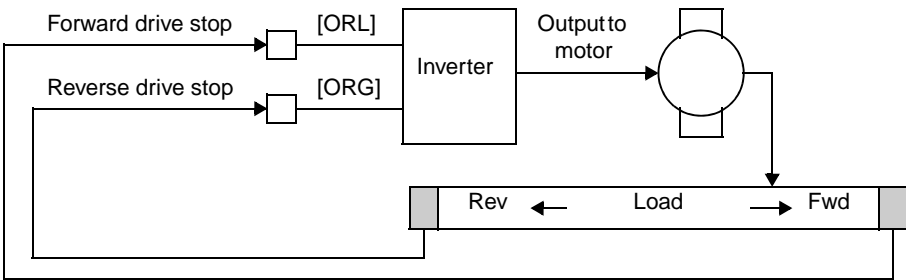 Forward drive stop
[ORL]
Reverse drive stop
[ORG]
Inverter
Output to
motor
Rev
Load
Fwd